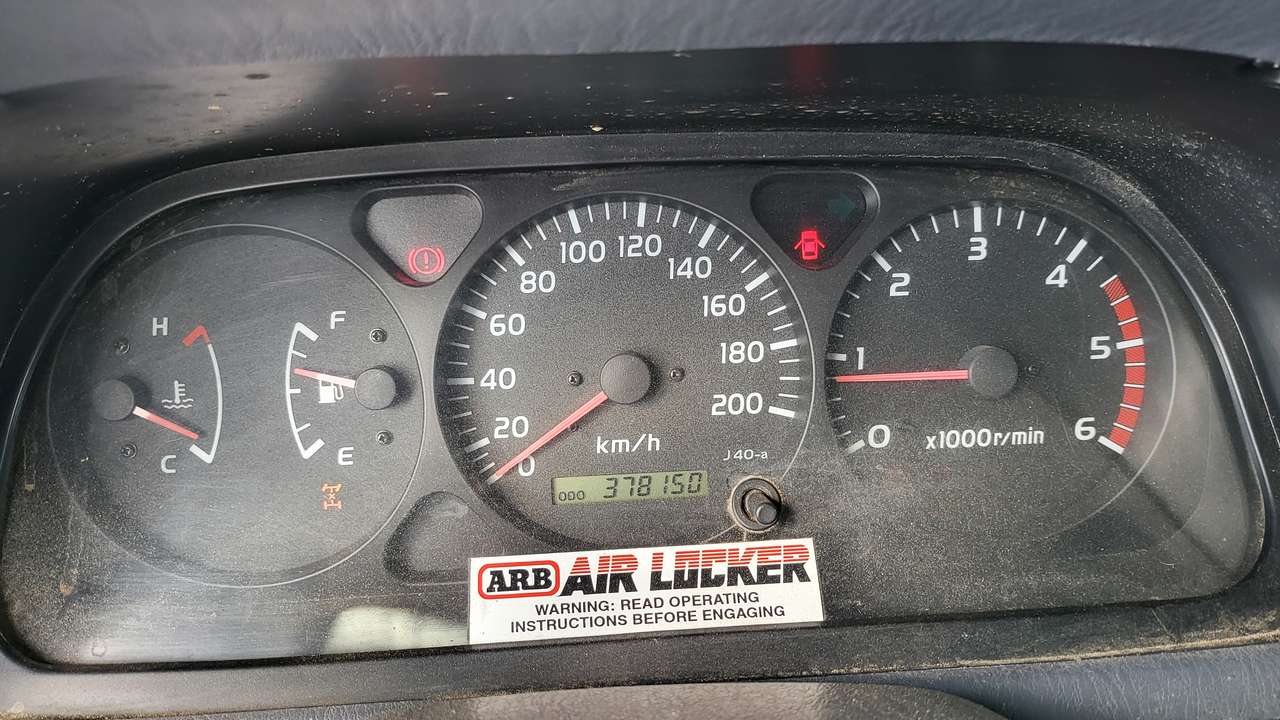 H
C
F
E
0
20
40
60
80
100
120
140
160
180
200
km/h
J40-a
ODO 378150
0
1
2
3
4
5
6
x1000r/min
ARB AIR LOCKER
WARNING: READ OPERATING
INSTRUCTIONS BEFORE ENGAGING